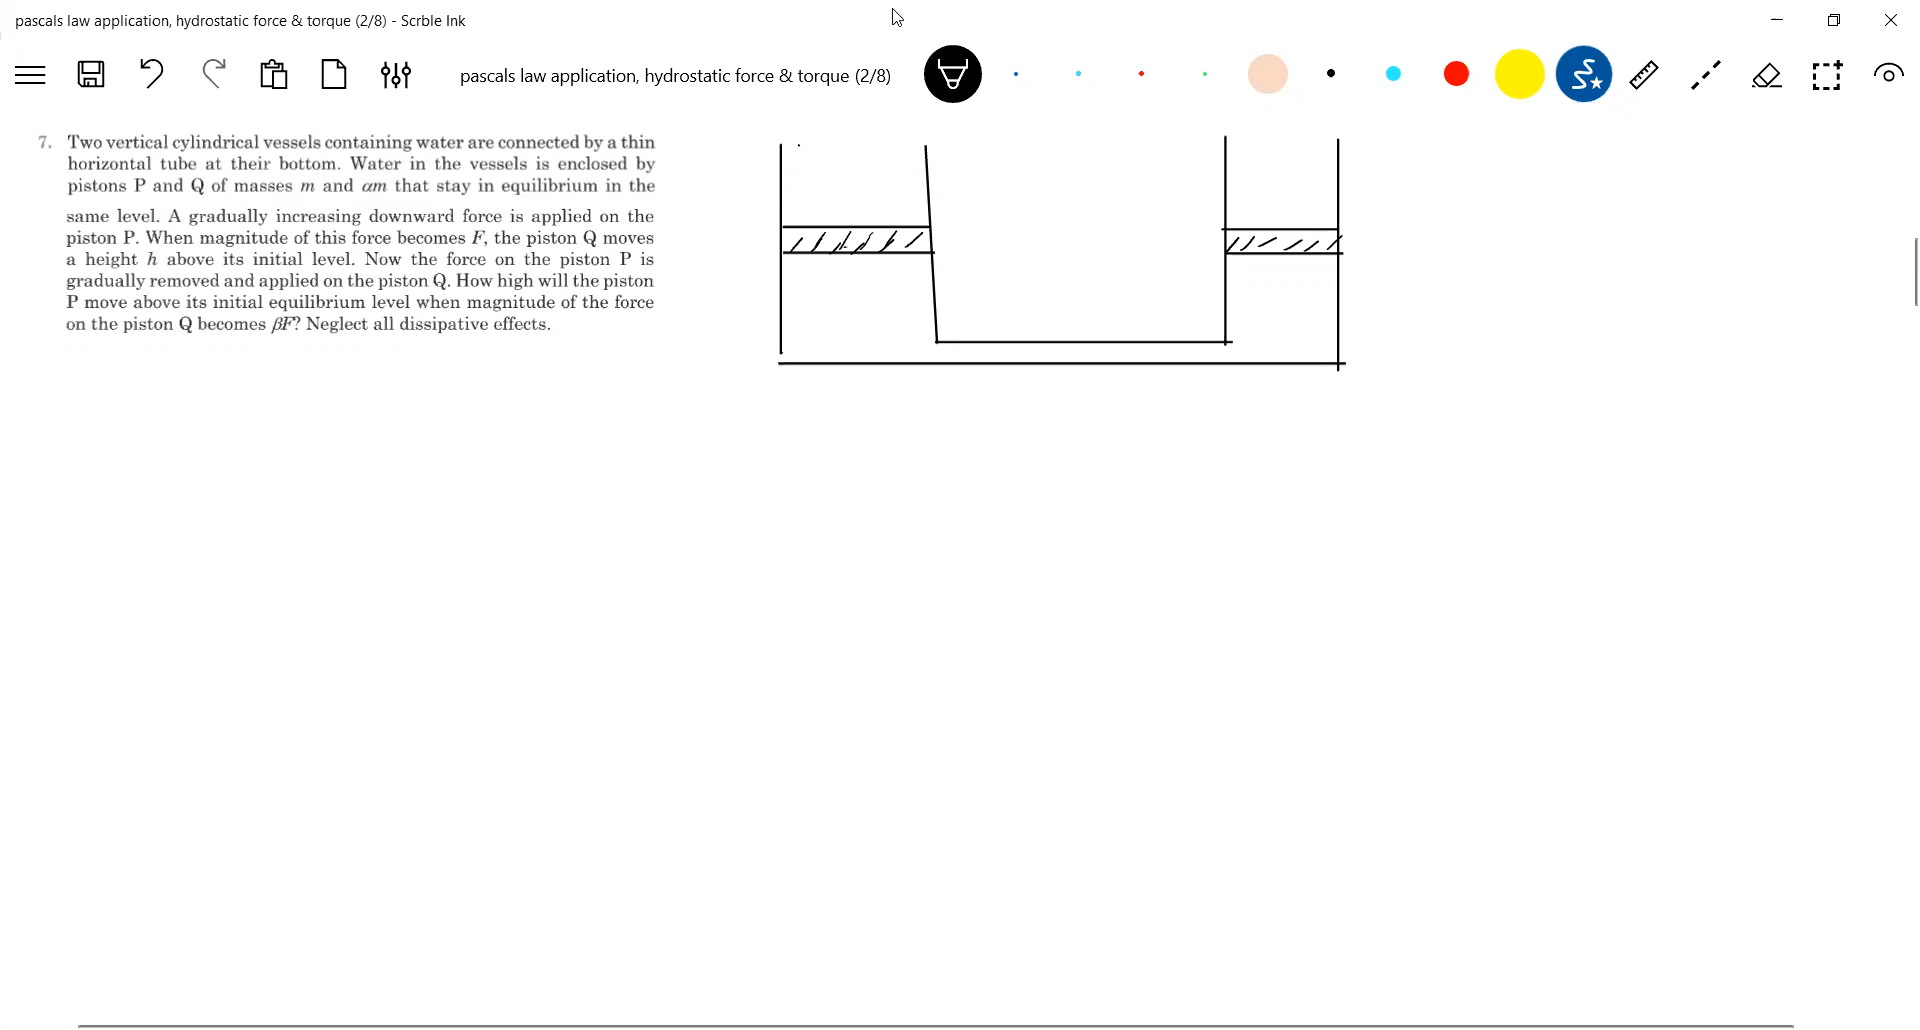 pascals law application, hydrostatic force & torque (2/8) - Scrble Ink
pascals law application, hydrostatic force & torque (2/8)
7. Two vertical cylindrical vessels containing water are connected by a thin
horizontal tube at their bottom. Water in the vessels is enclosed by
pistons P and Q of masses m and αm that stay in equilibrium in the
same level. A gradually increasing downward force is applied on the
piston P. When magnitude of this force becomes F, the piston Q moves
a height h above its initial level. Now the force on the piston P is
gradually removed and applied on the piston Q. How high will the piston
P move above its initial equilibrium level when magnitude of the force
on the piston Q becomes βF? Neglect all dissipative effects.